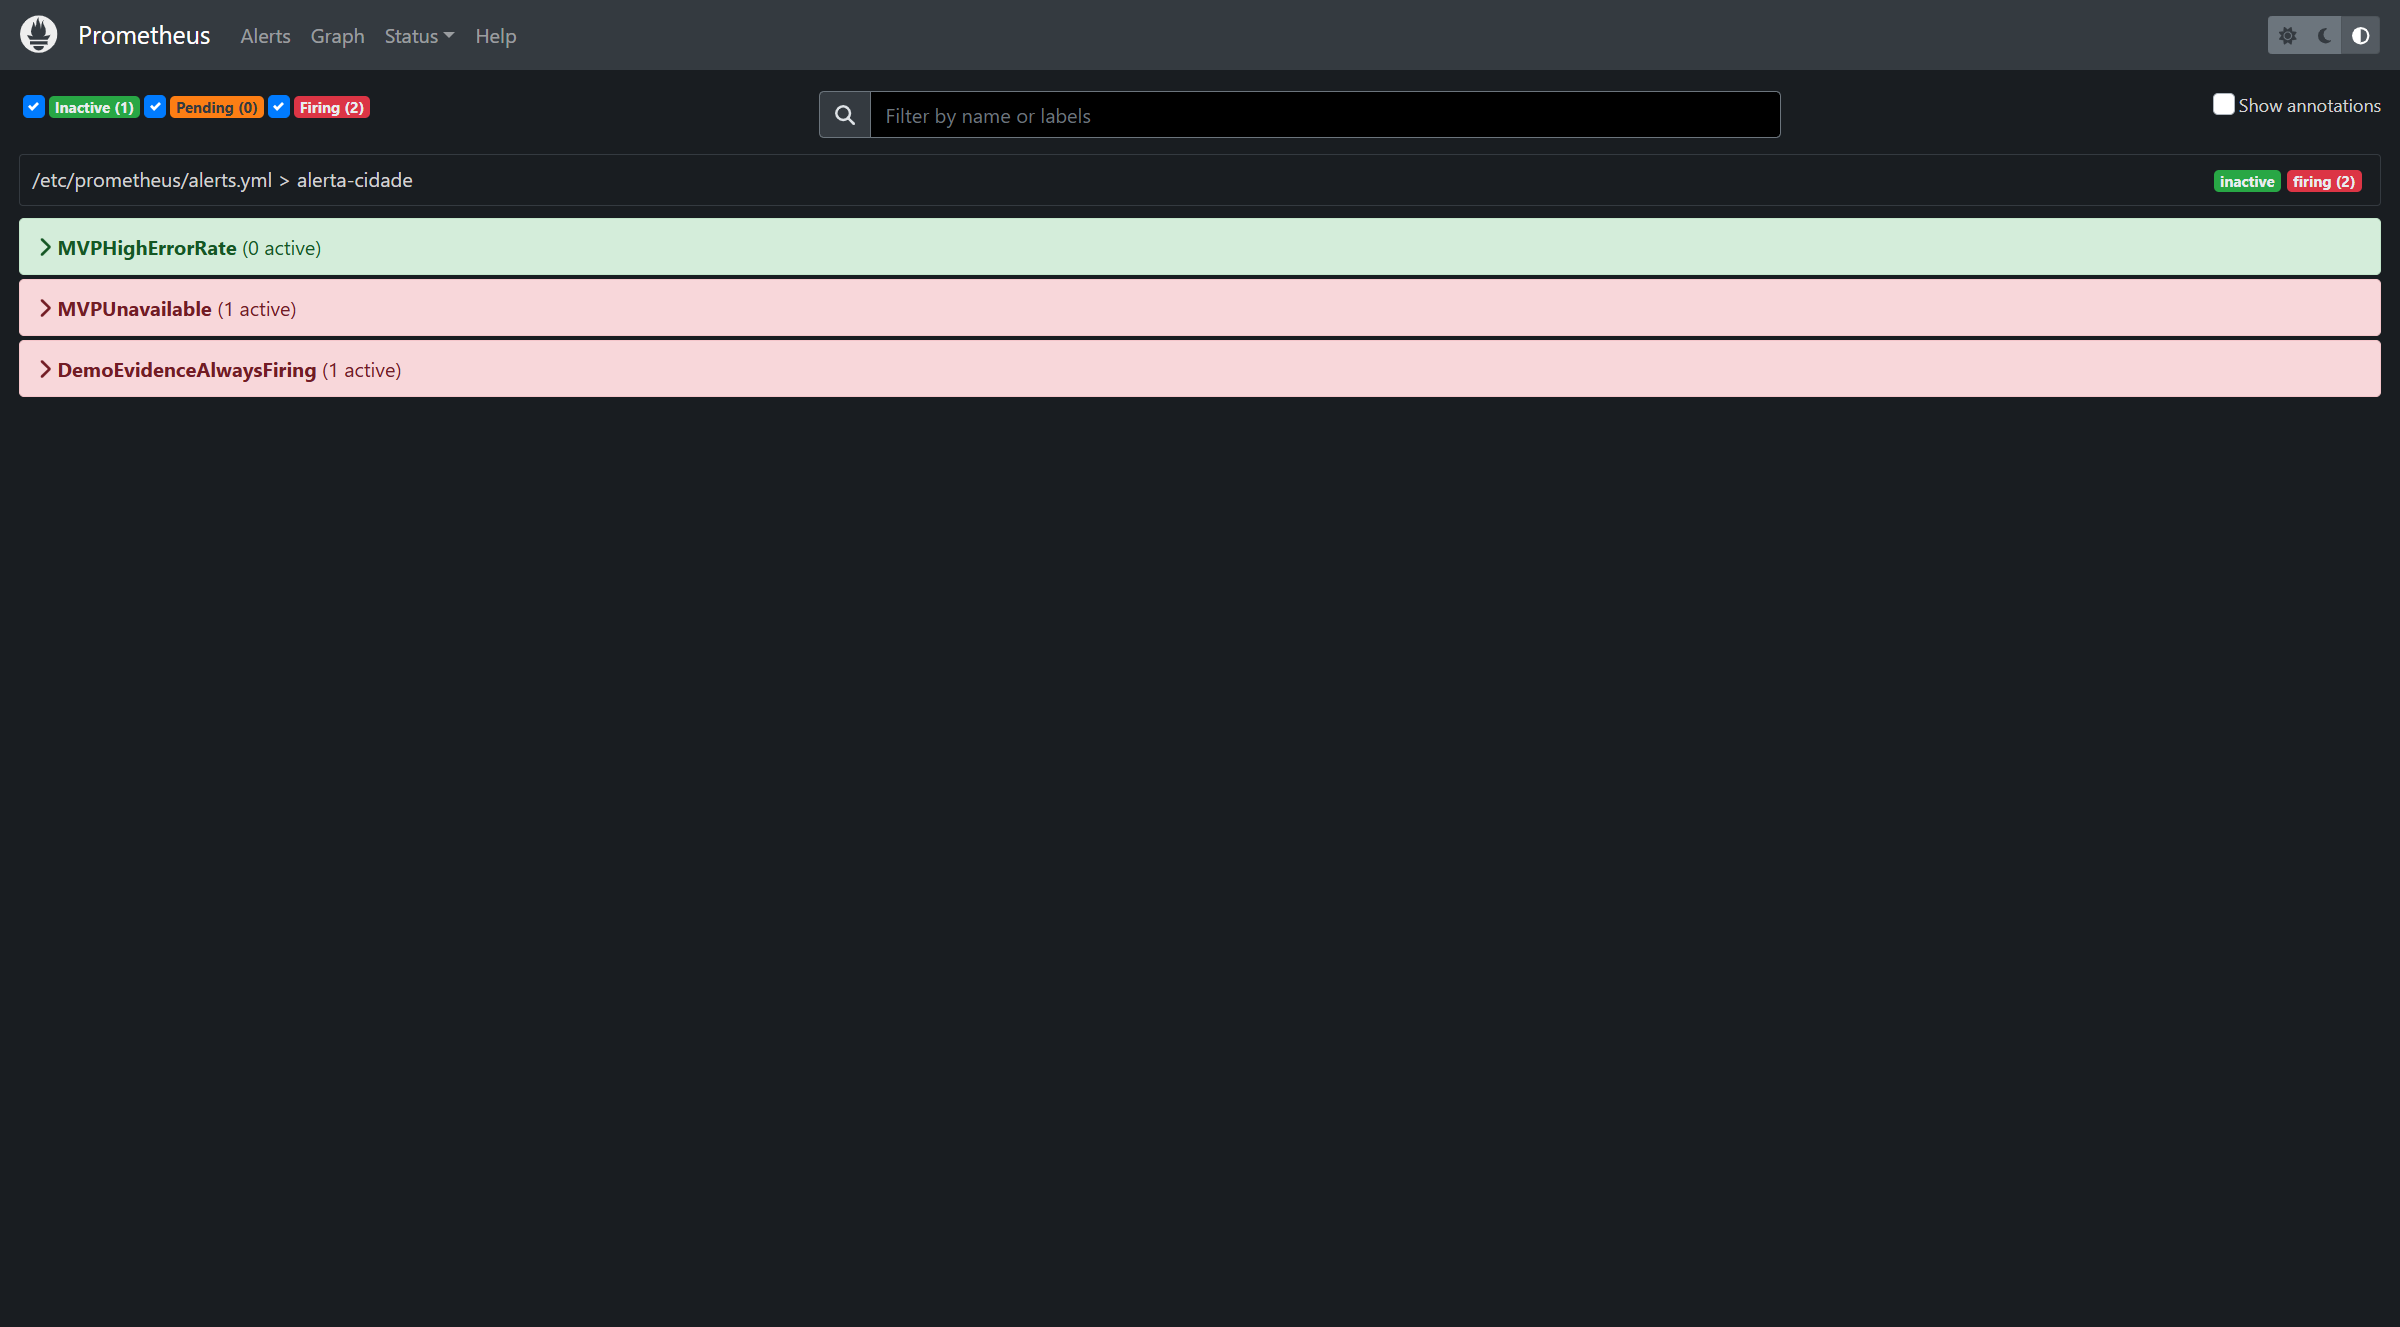 Prometheus Alerts Graph Status Help
Inactive (1) Pending (0) Firing (2) Filter by name or labels Show annotations
/etc/prometheus/alerts.yml > alerta-cidade inactive firing (2)
MVPHighErrorRate (0 active)
MVPUnavailable (1 active)
DemoEvidenceAlwaysFiring (1 active)